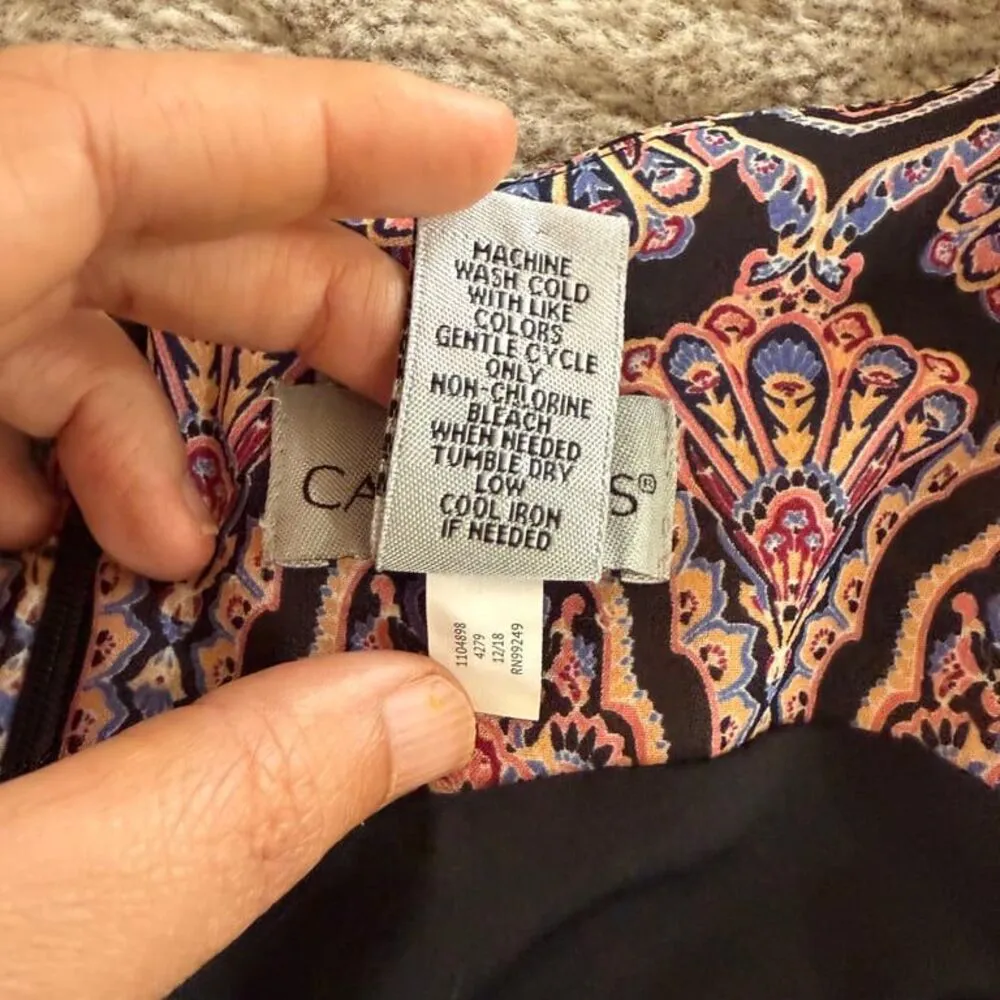 MACHINE
WASH COLD
WITH LIKE
COLORS
GENTLE CYCLE
ONLY
NON-CHLORINE
BLEACH
WHEN NEEDED
TUMBLE DRY
LOW
COOL IRON
IF NEEDED
CA S®
1104898
4279
12/18
RN99249